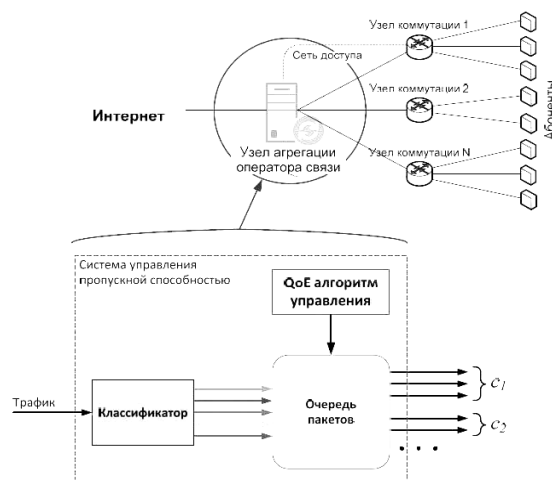 Узел коммутации 1
Сеть доступа
Узел коммутации 2
Интернет
Абоненты
Узел агрегации
оператора связи
Узел коммутации N
Система управления
пропускной способностью
QoE алгоритм
управления
Трафик
Классификатор
Очередь
пакетов
c1
c2
. . .